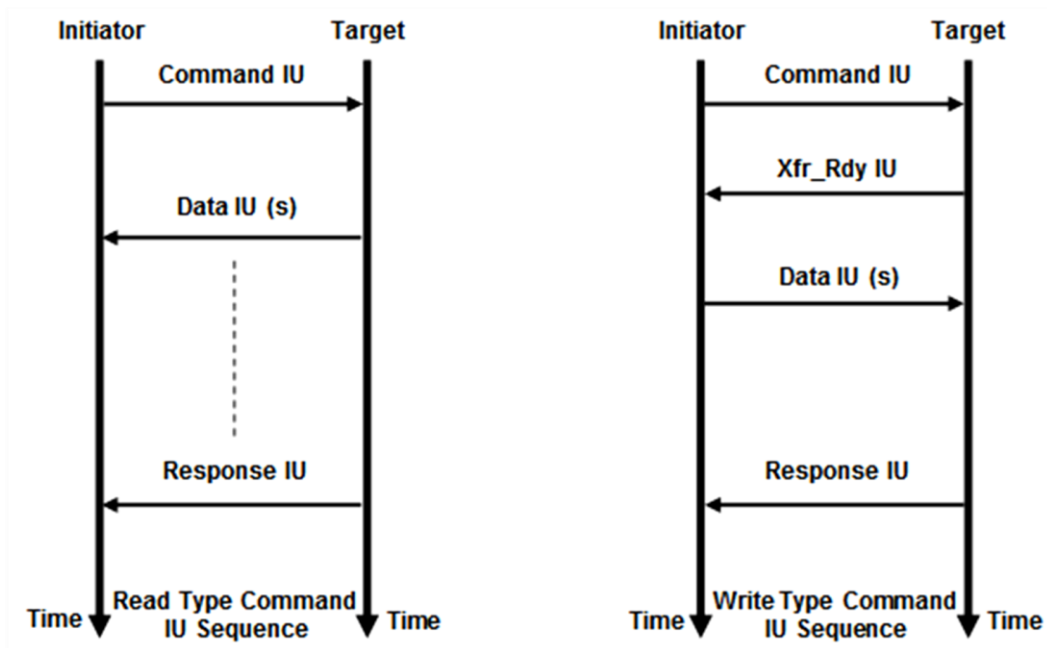 Initiator
Target
Command IU
Data IU (s)
Response IU
Read Type Command
IU Sequence
Time
Time
Initiator
Target
Command IU
Xfr_Rdy IU
Data IU (s)
Response IU
Write Type Command
IU Sequence
Time
Time